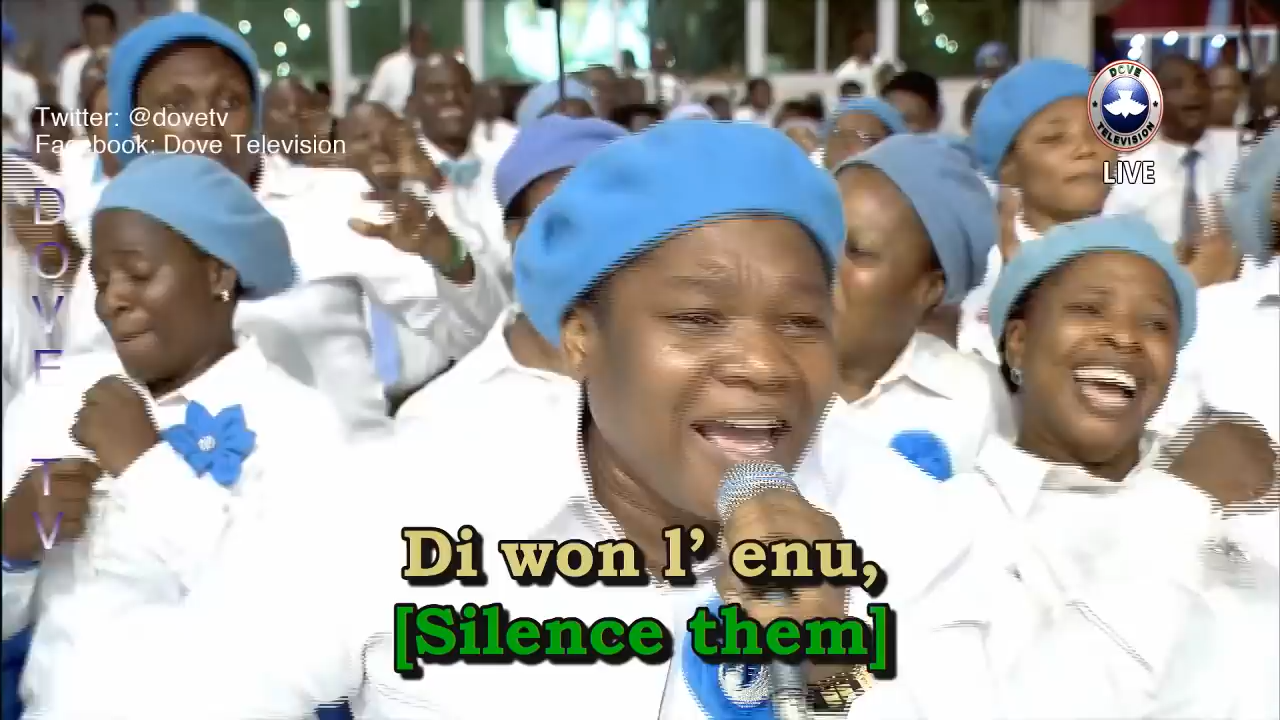 Twitter: @dovetv
Facebook: Dove Television
DOVE
TELEVISION
LIVE
DOVE TV
Di won l’ enu,
[Silence them]